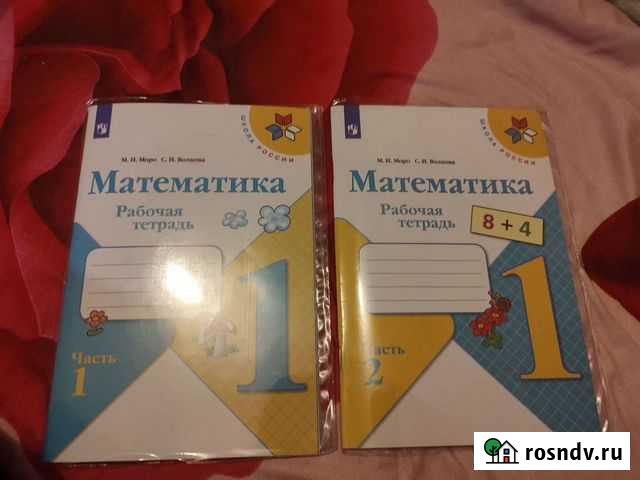 ШКОЛА РОССИИ
М. И. Моро С. И. Волкова
Математика
Рабочая
тетрадь
1
Часть
1
ШКОЛА РОССИИ
М. И. Моро С. И. Волкова
Математика
Рабочая
тетрадь
8 + 4
1
Часть
2
rosndv.ru